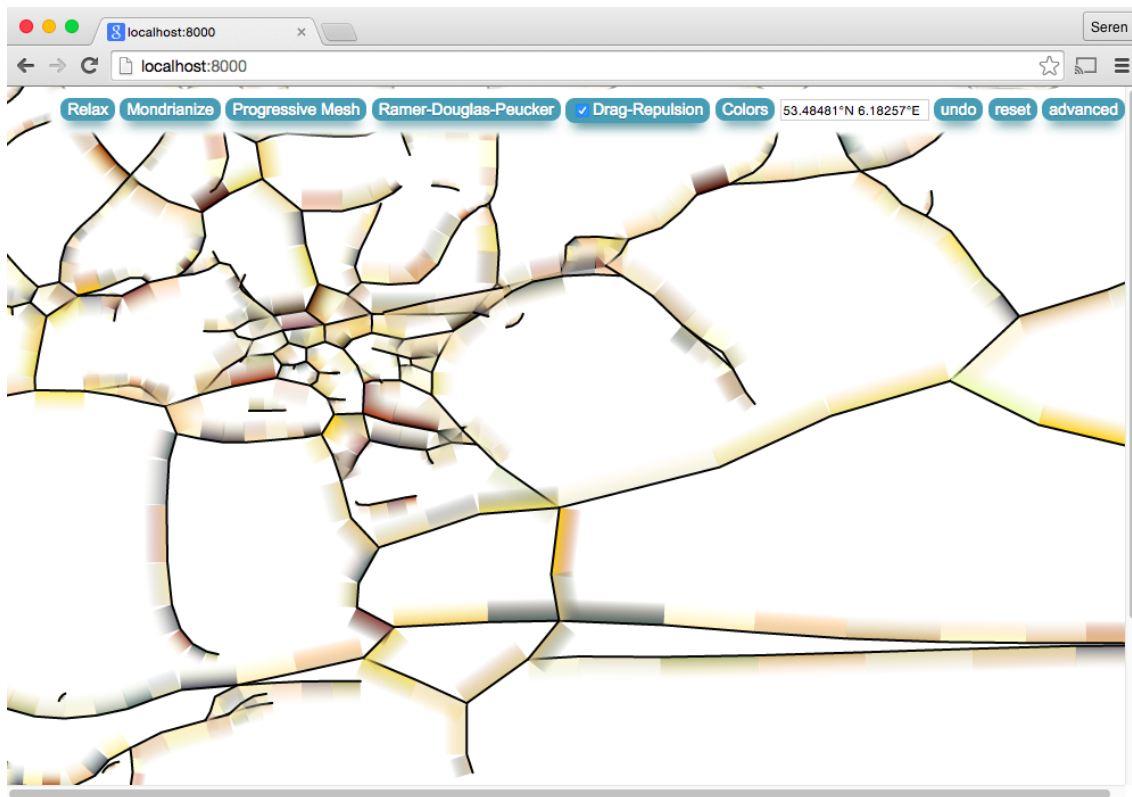 localhost:8000
Seren
localhost:8000
Relax Mondrianize Progressive Mesh Ramer-Douglas-Peucker Drag-Repulsion Colors 53.48481°N 6.18257°E undo reset advanced